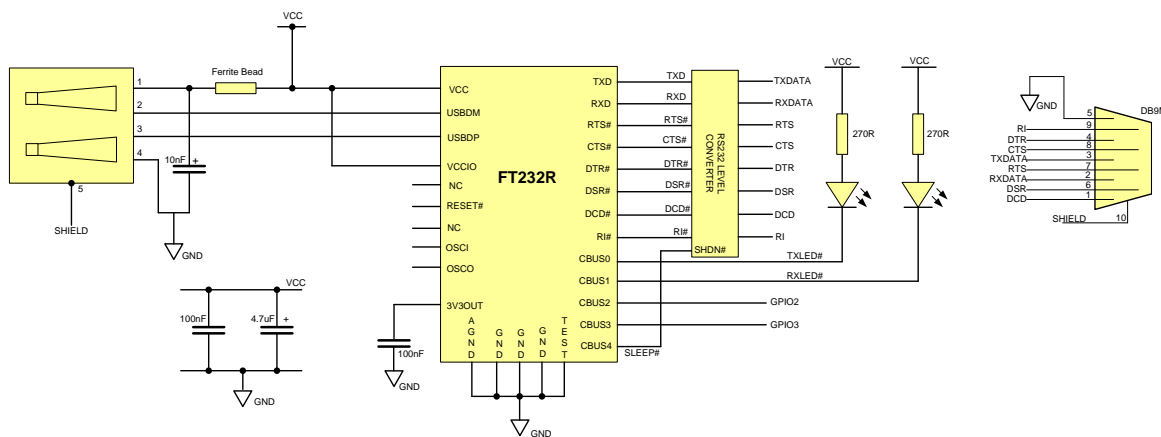 VCC
Ferrite Bead
1
2
3
4
5
SHIELD
10nF
+
GND
VCC
100nF
4.7uF
+
GND
FT232R
VCC
USBDM
USBDP
VCCIO
NC
RESET#
NC
OSCI
OSCO
3V3OUT
100nF
GND
AGND
GND
GND
GND
TEST
GND
TXD
RXD
RTS#
CTS#
DTR#
DSR#
DCD#
RI#
CBUS0
CBUS1
CBUS2
CBUS3
CBUS4
TXD
RXD
RTS#
CTS#
DTR#
DSR#
DCD#
RI#
RS232 LEVEL
CONVERTER
SHDN#
TXDATA
RXDATA
RTS
CTS
DTR
DSR
DCD
RI
TXLED#
RXLED#
GPIO2
GPIO3
SLEEP#
VCC
270R
VCC
270R
GND
DB9M
5
RI 9
DTR 4
CTS 8
TXDATA 3
RTS 7
RXDATA 2
DSR 6
DCD 1
SHIELD 10